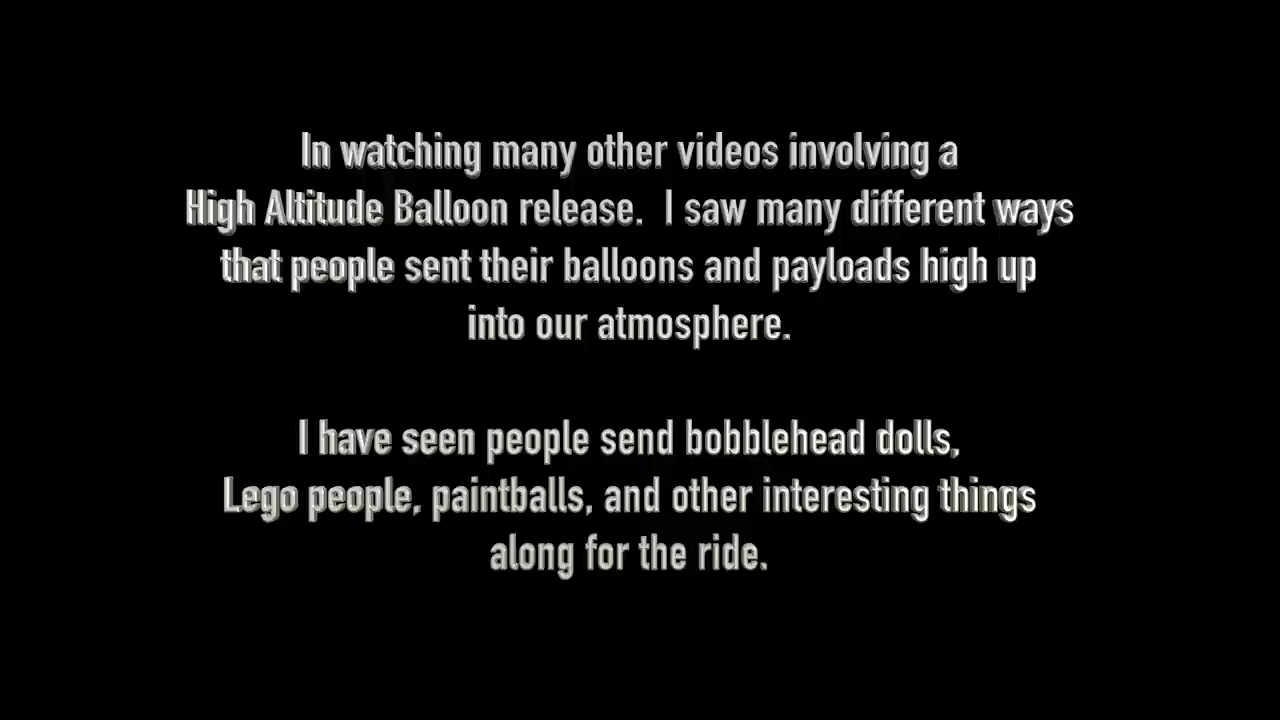 In watching many other videos involving a
High Altitude Balloon release.  I saw many different ways
that people sent their balloons and payloads high up
into our atmosphere.
I have seen people send bobblehead dolls,
Lego people, paintballs, and other interesting things
along for the ride.